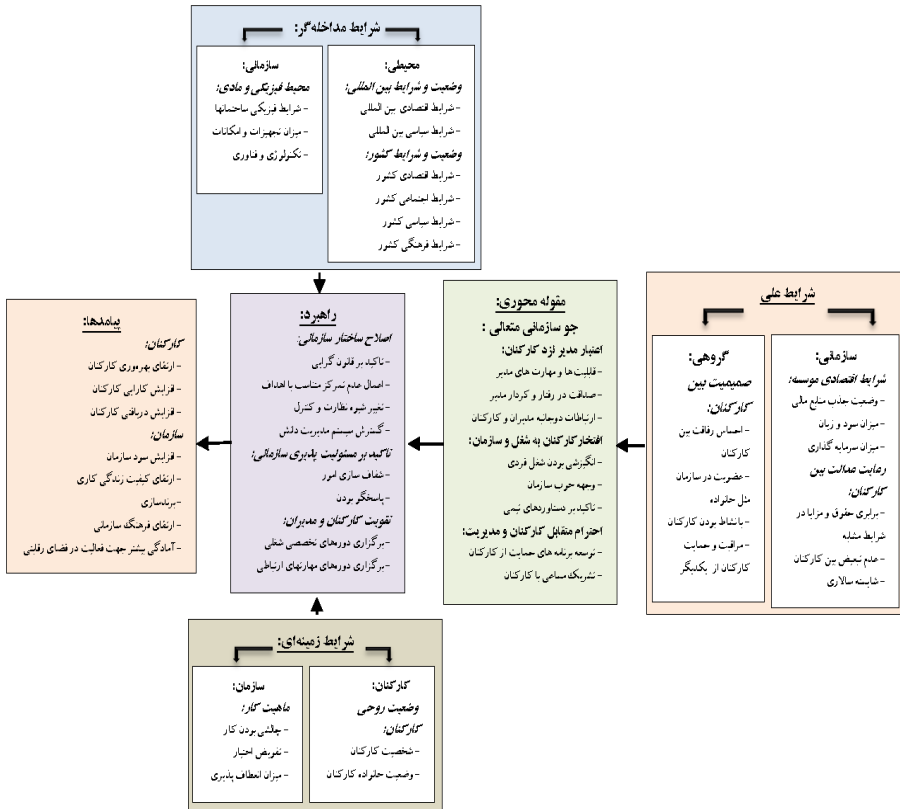 شرایط مداخله‌گر:
محیطی:
وضعیت و شرایط بین المللی:
- شرایط اقتصادی بین المللی
- شرایط سیاسی بین المللی
وضعیت و شرایط کشور:
- شرایط اقتصادی کشور
- شرایط اجتماعی کشور
- شرایط سیاسی کشور
- شرایط فرهنگی کشور
سازمانی:
محیط فیزیکی و مادی:
- شرایط فیزیکی ساختمانها
- میزان تجهیزات و امکانات
- تکنولوژی و فناوری
شرایط علی
سازمانی:
شرایط اقتصادی موسسه:
- وضعیت جذب منابع مالی
- میزان سود و زیان
- میزان سرمایه گذاری
رعایت عدالت بین
کارکنان:
- برابری حقوق و مزایا در
شرایط مشابه
- عدم تبعیض بین کارکنان
- شایسته سالاری
گروهی:
صمیمیت بین
کارکنان:
- احساس رفاقت بین
کارکنان
- عضویت در سازمان
مثل خانواده
- بانشاط بودن کارکنان
- مراقبت و حمایت
کارکنان از یکدیگر
مقوله محوری:
جو سازمانی متعالی :
اعتبار مدیر نزد کارکنان:
- قابلیت ها و مهارت های مدیر
- صداقت در رفتار و کردار مدیر
- ارتباطات دوجانبه مدیران و کارکنان
افتخار کارکنان به شغل و سازمان:
- انگیزشی بودن شغل فردی
- وجهه خوب سازمان
- تاکید بر دستاوردهای تیمی
احترام متقابل کارکنان و مدیریت:
- توسعه برنامه های حمایت از کارکنان
- تشریک مساعی با کارکنان
راهبرد:
اصلاح ساختار سازمانی:
- تاکید بر قانون گرایی
- اعمال عدم تمرکز متناسب با اهداف
- تغییر شیوه نظارت و کنترل
- گسترش سیستم مدیریت دانش
تاکید بر مسئولیت پذیری سازمانی:
- شفاف سازی امور
- پاسخگو بودن
تقویت کارکنان و مدیران:
- برگزاری دوره‌های تخصصی شغلی
- برگزاری دوره‌های مهارتهای ارتباطی
پیامدها:
کارکنان:
- ارتقای بهره‌وری کارکنان
- افزایش کارایی کارکنان
- افزایش دریافتی کارکنان
سازمان:
- افزایش سود سازمان
- ارتقای کیفیت زندگی کاری
- برندسازی
- ارتقای فرهنگ سازمانی
- آمادگی بیشتر جهت فعالیت در فضای رقابتی
شرایط زمینه‌ای:
کارکنان:
وضعیت روحی
کارکنان:
- شخصیت کارکنان
- وضعیت خانواده کارکنان
سازمان:
ماهیت کار:
- چالشی بودن کار
- تفویض اختیار
- میزان انعطاف پذیری